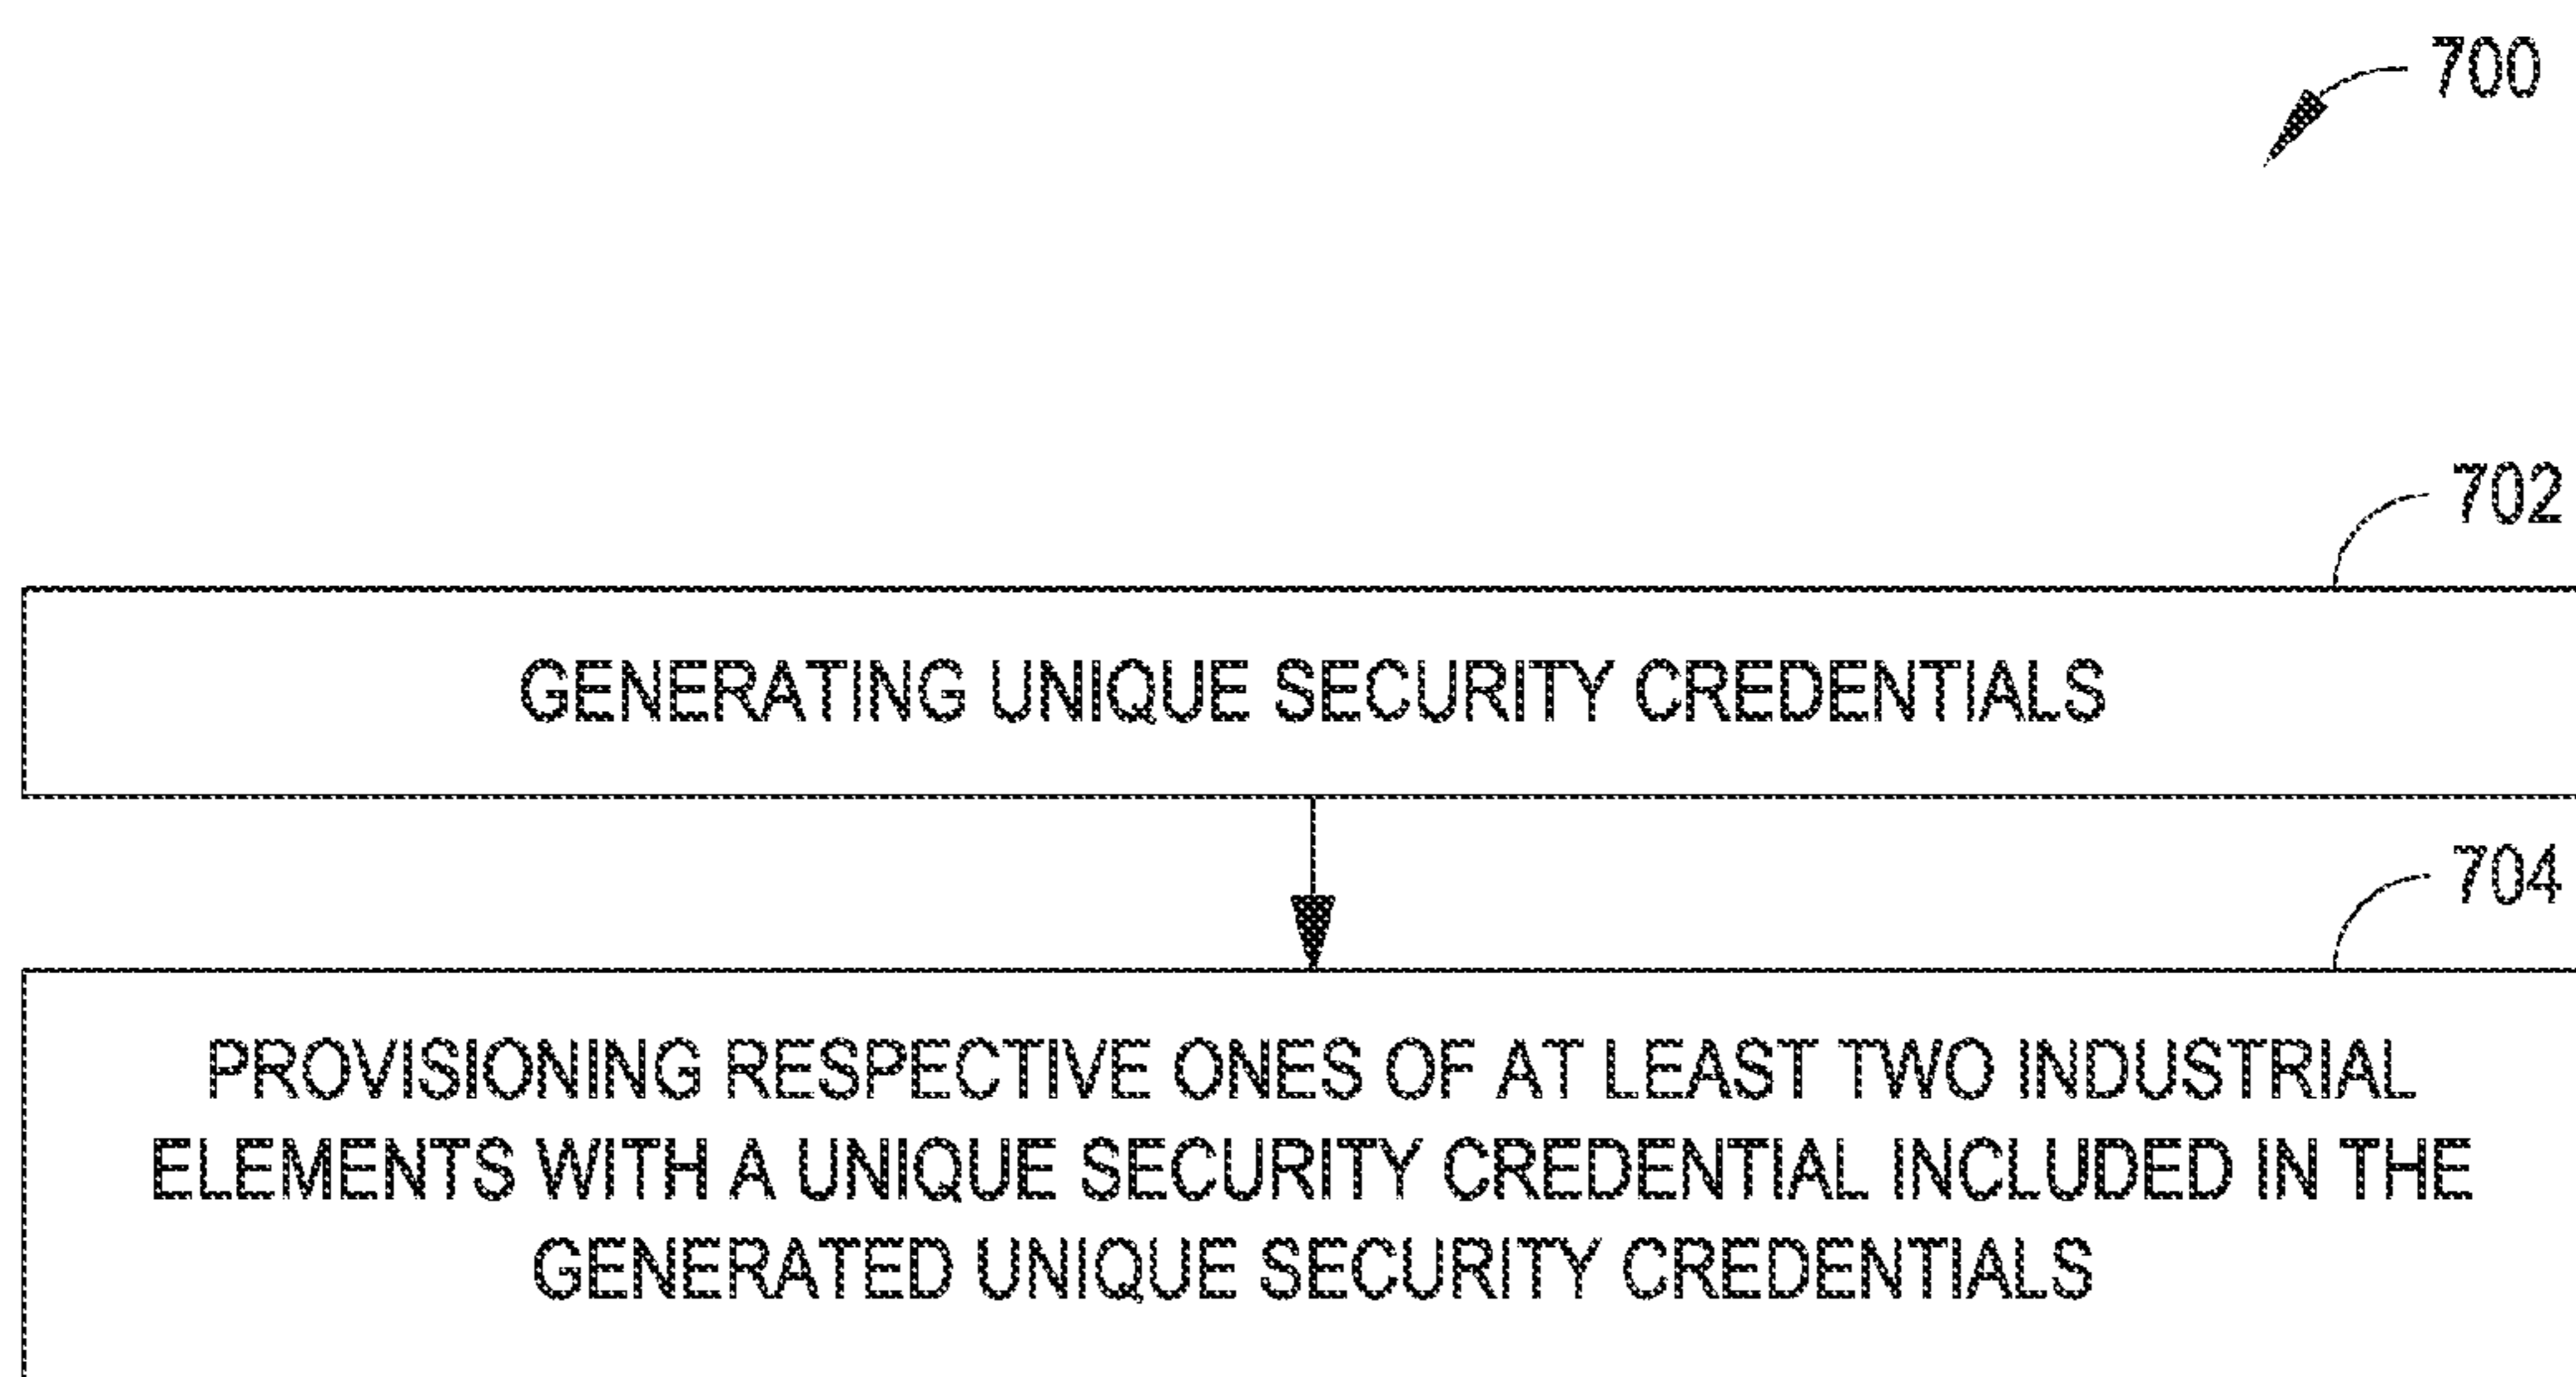 700
702
GENERATING UNIQUE SECURITY CREDENTIALS
704
PROVISIONING RESPECTIVE ONES OF AT LEAST TWO INDUSTRIAL
ELEMENTS WITH A UNIQUE SECURITY CREDENTIAL INCLUDED IN THE
GENERATED UNIQUE SECURITY CREDENTIALS